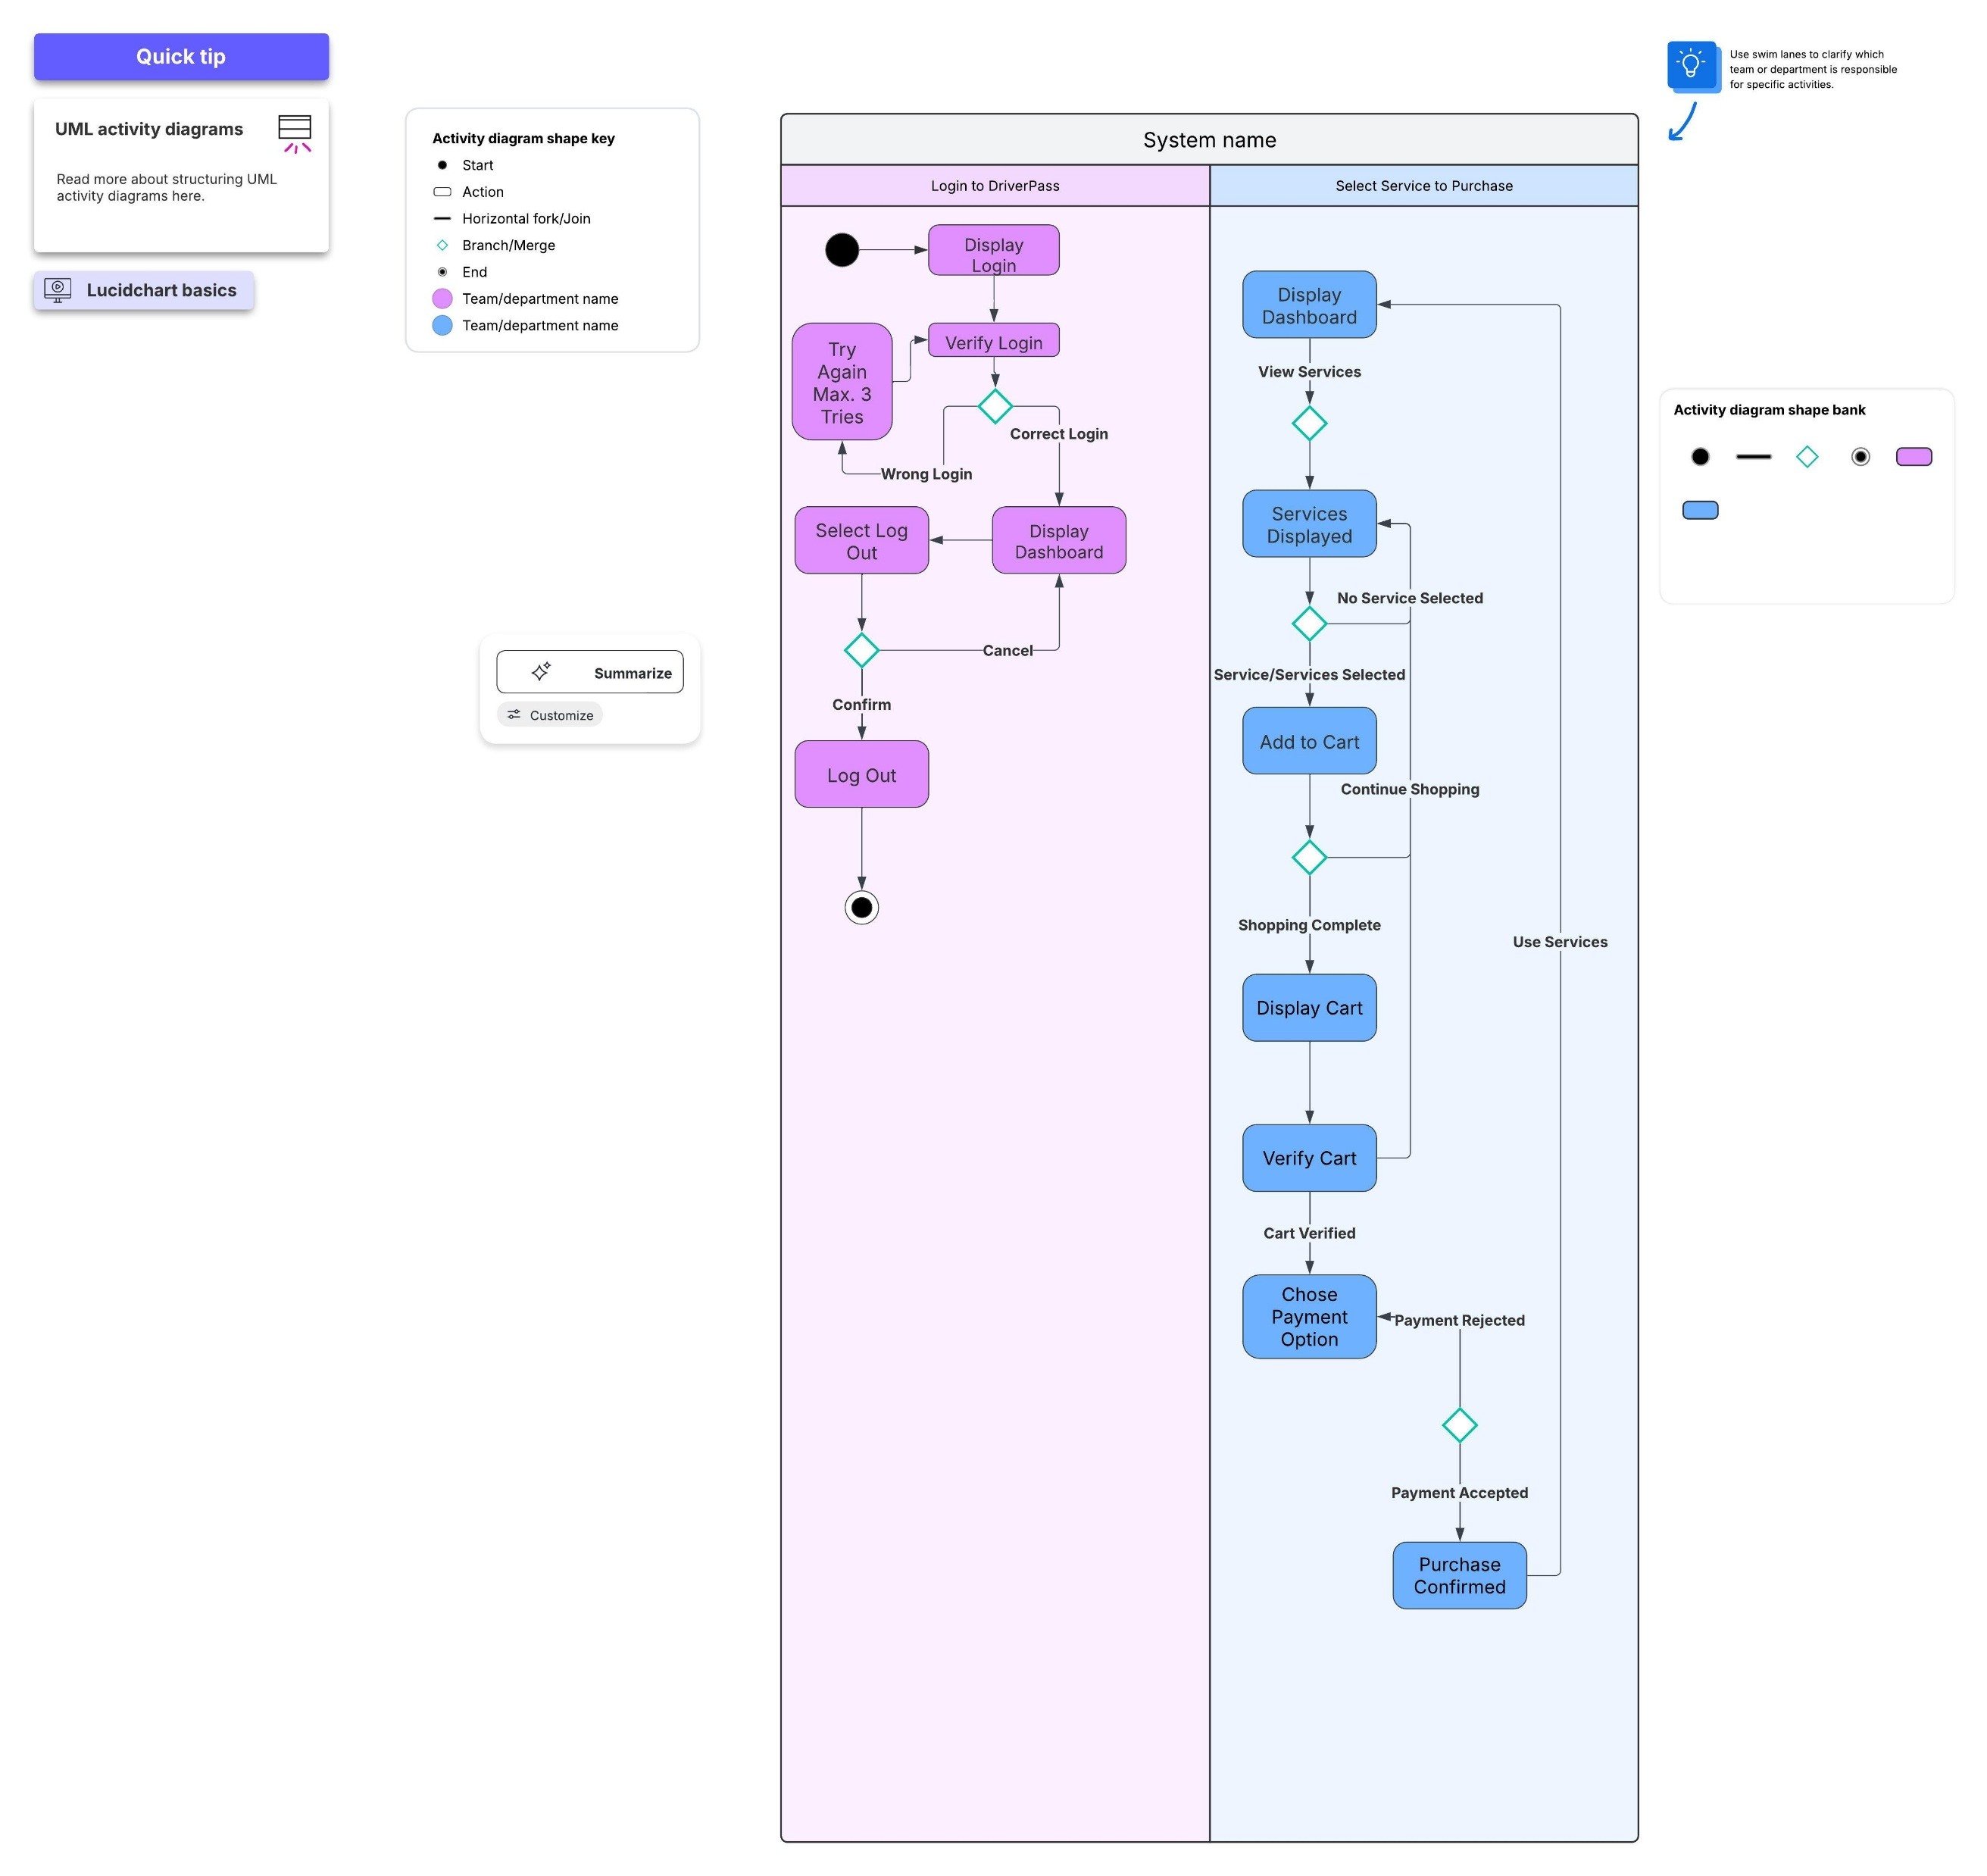 Quick tip
UML activity diagrams
Read more about structuring UML
activity diagrams here.
Lucidchart basics
Activity diagram shape key
Start
Action
Horizontal fork/Join
Branch/Merge
End
Team/department name
Team/department name
Summarize
Customize
System name
Login to DriverPass
Select Service to Purchase
Display
Login
Verify Login
Try
Again
Max. 3
Tries
Correct Login
Wrong Login
Select Log
Out
Display
Dashboard
Cancel
Confirm
Log Out
Display
Dashboard
View Services
Services
Displayed
No Service Selected
Service/Services Selected
Add to Cart
Continue Shopping
Shopping Complete
Use Services
Display Cart
Verify Cart
Cart Verified
Chose
Payment
Option
Payment Rejected
Payment Accepted
Purchase
Confirmed
Use swim lanes to clarify which
team or department is responsible
for specific activities.
Activity diagram shape bank